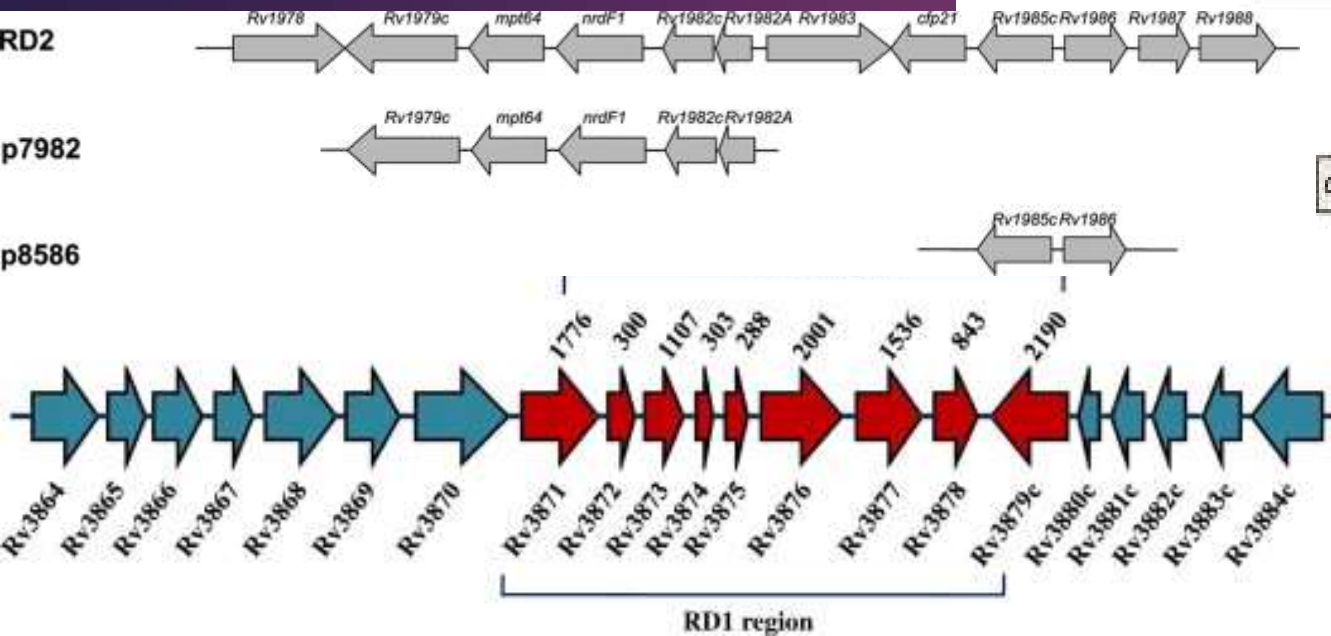 Rv1978 Rv1979c mpt64 nrdF1 Rv1982c Rv1982A Rv1983 cfp21 Rv1985c Rv1986 Rv1987 Rv1988
RD2
Rv1979c mpt64 nrdF1 Rv1982c Rv1982A
p7982
Rv1985c Rv1986
p8586
1776 300 1107 303 288 2001 1536 843 2190
Rv3864 Rv3865 Rv3866 Rv3867 Rv3868 Rv3869 Rv3870 Rv3871 Rv3872 Rv3873 Rv3874 Rv3875 Rv3876 Rv3877 Rv3878 Rv3879c Rv3880c Rv3881c Rv3882c Rv3883c Rv3884c
RD1 region